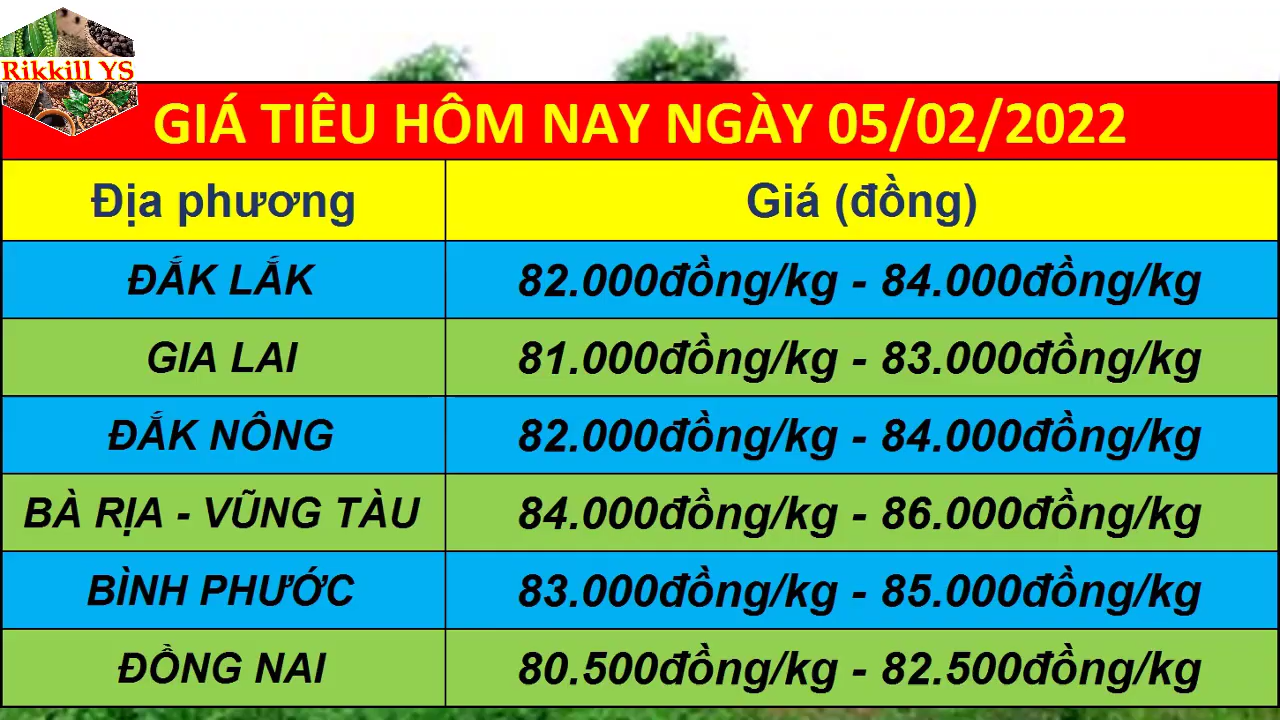 Rikkill YS
GIÁ TIÊU HÔM NAY NGÀY 05/02/2022
Địa phương Giá (đồng)
ĐẮK LẮK 82.000đồng/kg - 84.000đồng/kg
GIA LAI 81.000đồng/kg - 83.000đồng/kg
ĐẮK NÔNG 82.000đồng/kg - 84.000đồng/kg
BÀ RỊA - VŨNG TÀU 84.000đồng/kg - 86.000đồng/kg
BÌNH PHƯỚC 83.000đồng/kg - 85.000đồng/kg
ĐỒNG NAI 80.500đồng/kg - 82.500đồng/kg